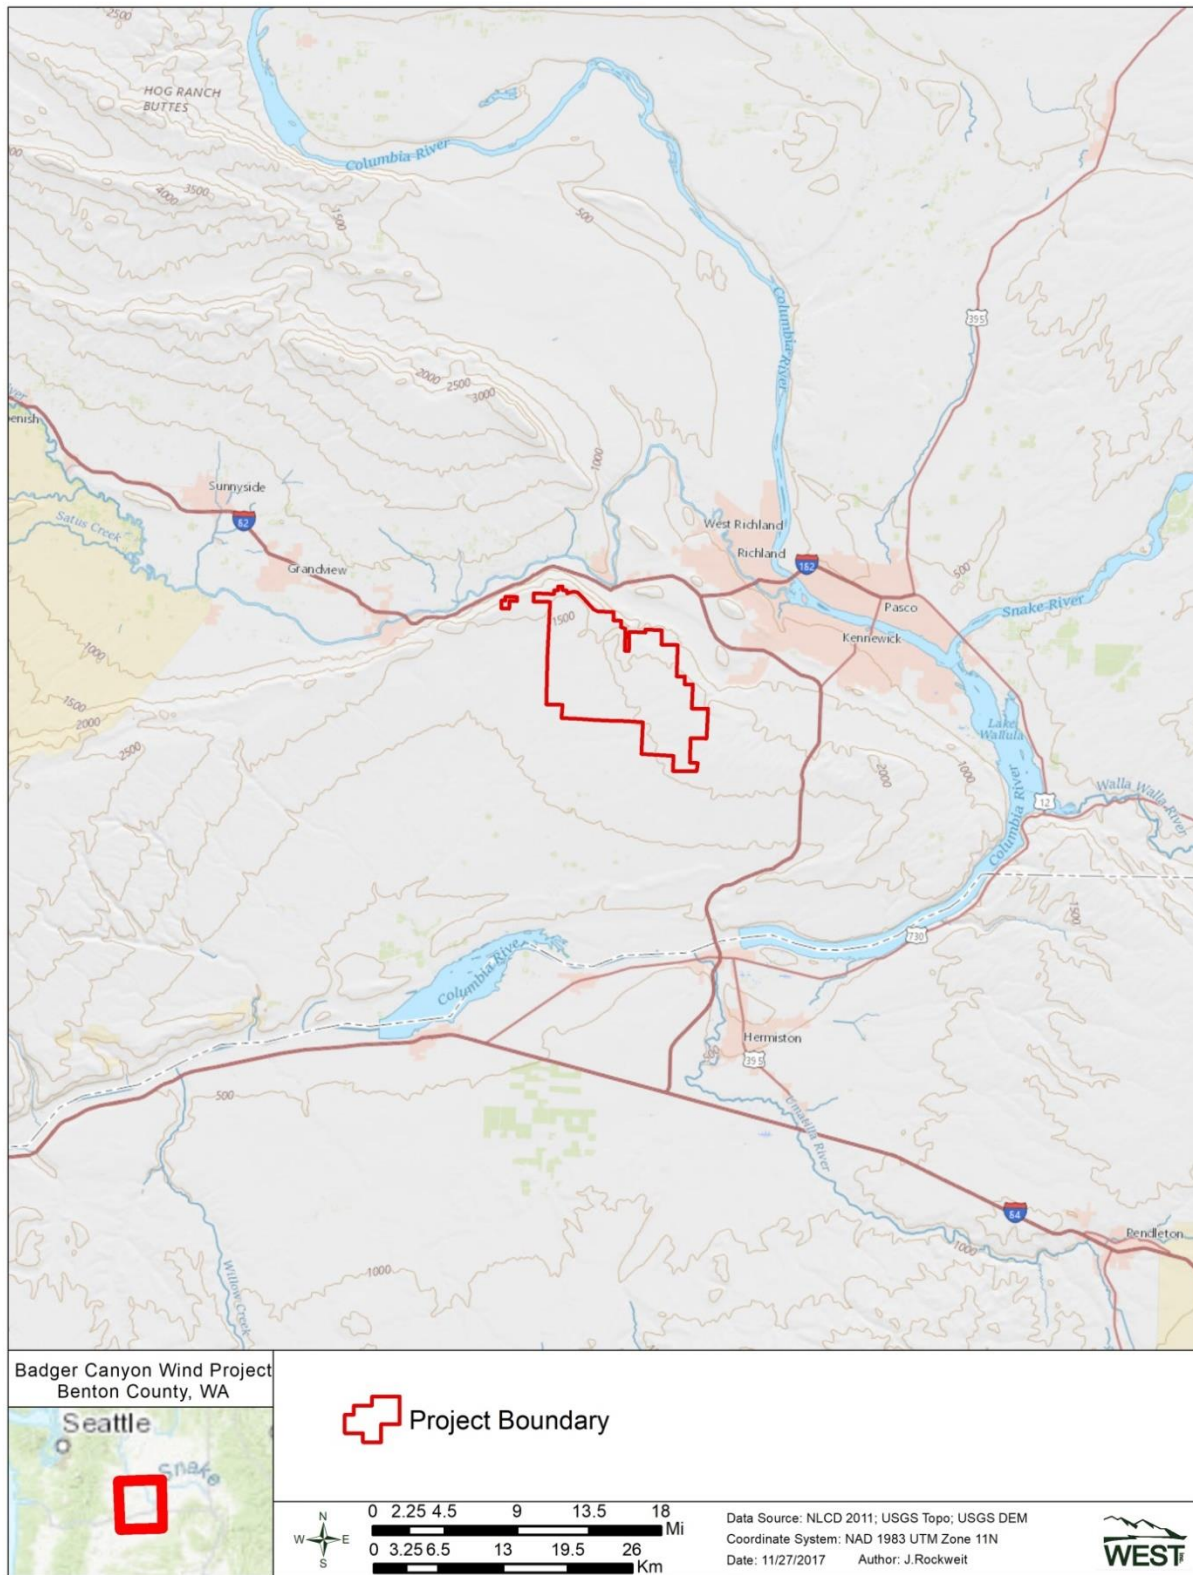 2500
HOG RANCH
BUTTES
Columbia River
3500
4000
1500
500
Columbia River
395
2000
2500
3000
1000
enish
Sunnyside
82
Satus Creek
Grandview
West Richland
Richland
182
500
Snake River
Pasco
Kennewick
1500
1000
1500
2000
2500
Lake
Wallula
2000
1000
Columbia River
12
Walla Walla
River
1500
730
Columbia Rive
Hermiston
395
500
Umatilla River
84
Pendleton
1000
1000
Willow Creek
Badger Canyon Wind Project
Benton County, WA
Seattle
Snake
Project Boundary
N
W E
S
0 2.25 4.5 9 13.5 18
Mi
0 3.25 6.5 13 19.5 26
Km
Data Source: NLCD 2011; USGS Topo; USGS DEM
Coordinate System: NAD 1983 UTM Zone 11N
Date: 11/27/2017 Author: J.Rockweit
WEST